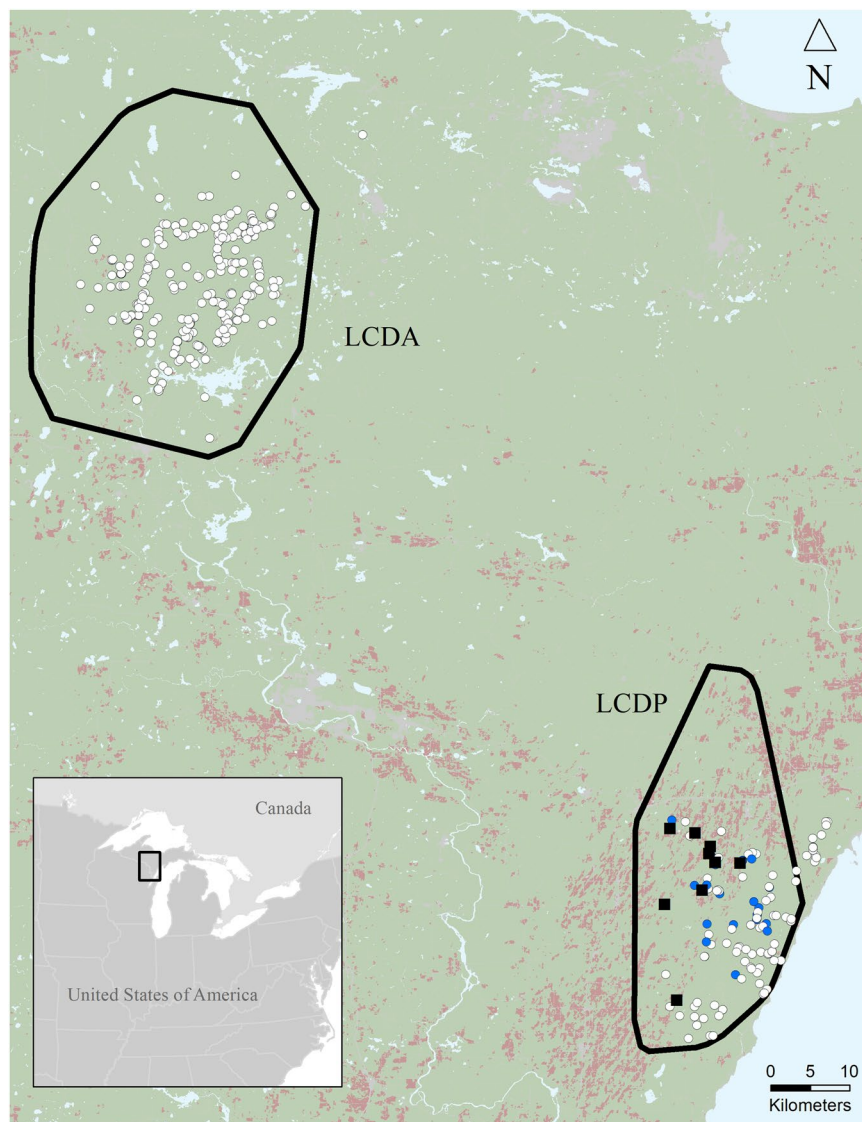 N
LCDA
LCDP
Canada
United States of America
0 5 10
Kilometers